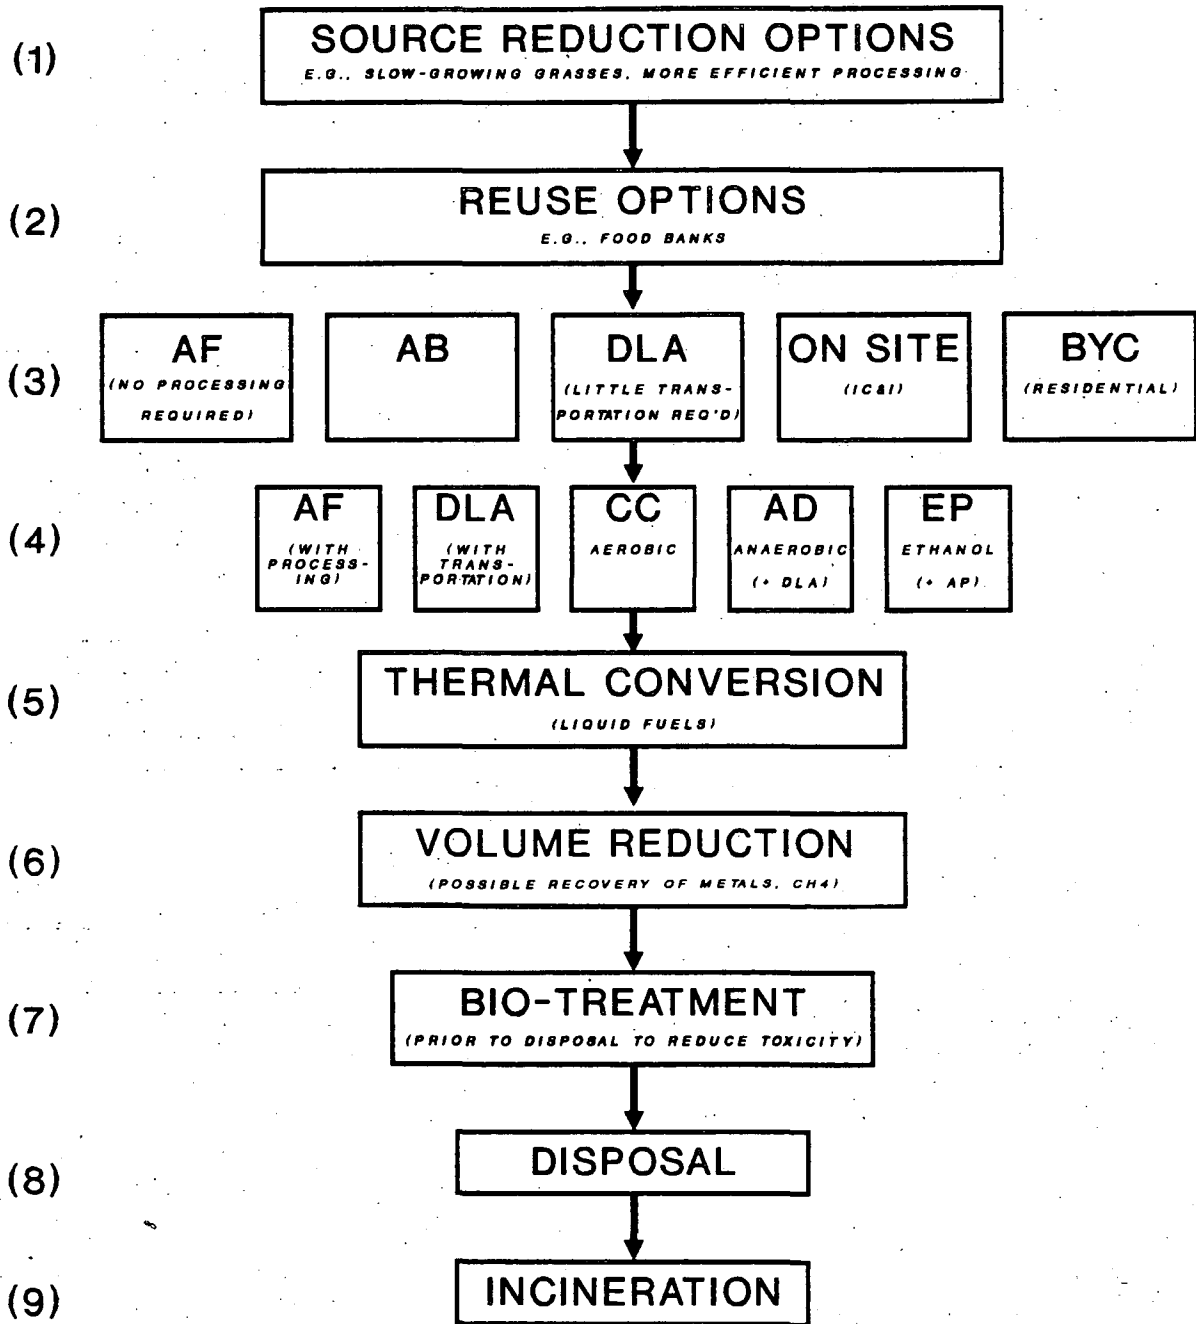 (1)
SOURCE REDUCTION OPTIONS
E.G., SLOW-GROWING GRASSES, MORE EFFICIENT PROCESSING
(2)
REUSE OPTIONS
E.G., FOOD BANKS
(3)
AF
(NO PROCESSING
REQUIRED)
AB
DLA
(LITTLE TRANS-
PORTATION REQ'D)
ON SITE
(IC&I)
BYC
(RESIDENTIAL)
(4)
AF
(WITH
PROCESS-
ING)
DLA
(WITH
TRANS-
PORTATION)
CC
AEROBIC
AD
ANAEROBIC
(+ DLA)
EP
ETHANOL
(+ AP)
(5)
THERMAL CONVERSION
(LIQUID FUELS)
(6)
VOLUME REDUCTION
(POSSIBLE RECOVERY OF METALS, CH4)
(7)
BIO-TREATMENT
(PRIOR TO DISPOSAL TO REDUCE TOXICITY)
(8)
DISPOSAL
(9)
INCINERATION